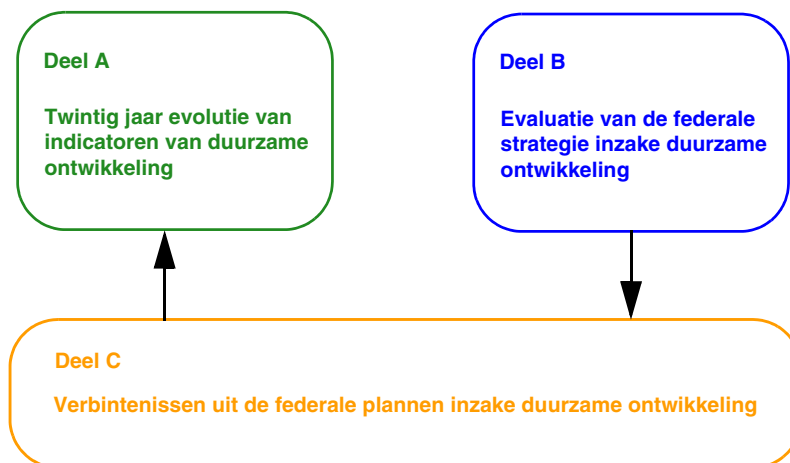 Deel A
Twintig jaar evolutie van
indicatoren van duurzame
ontwikkeling
Deel B
Evaluatie van de federale
strategie inzake duurzame
ontwikkeling
Deel C
Verbintenissen uit de federale plannen inzake duurzame ontwikkeling